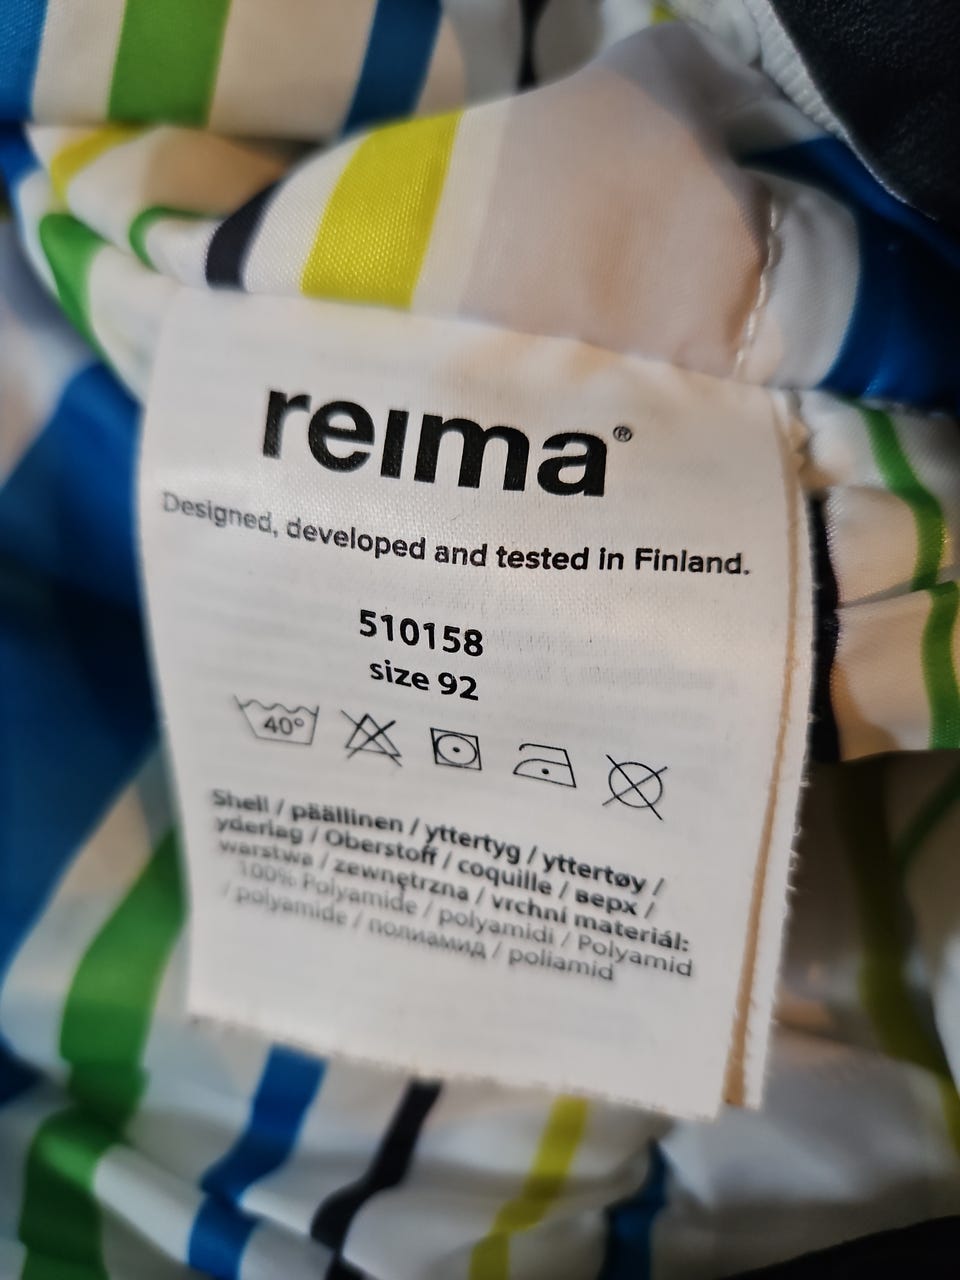 reima®
Designed, developed and tested in Finland.
510158
size 92
40°
Shell / päällinen / yttertyg / yttertøy /
yderlag / Oberstoff / coquille / верх /
warstwa / zewnętrzna / vrchní materiál:
100% Polyamide / polyamidi / Polyamid
/ polyamide / полиамид / poliamid